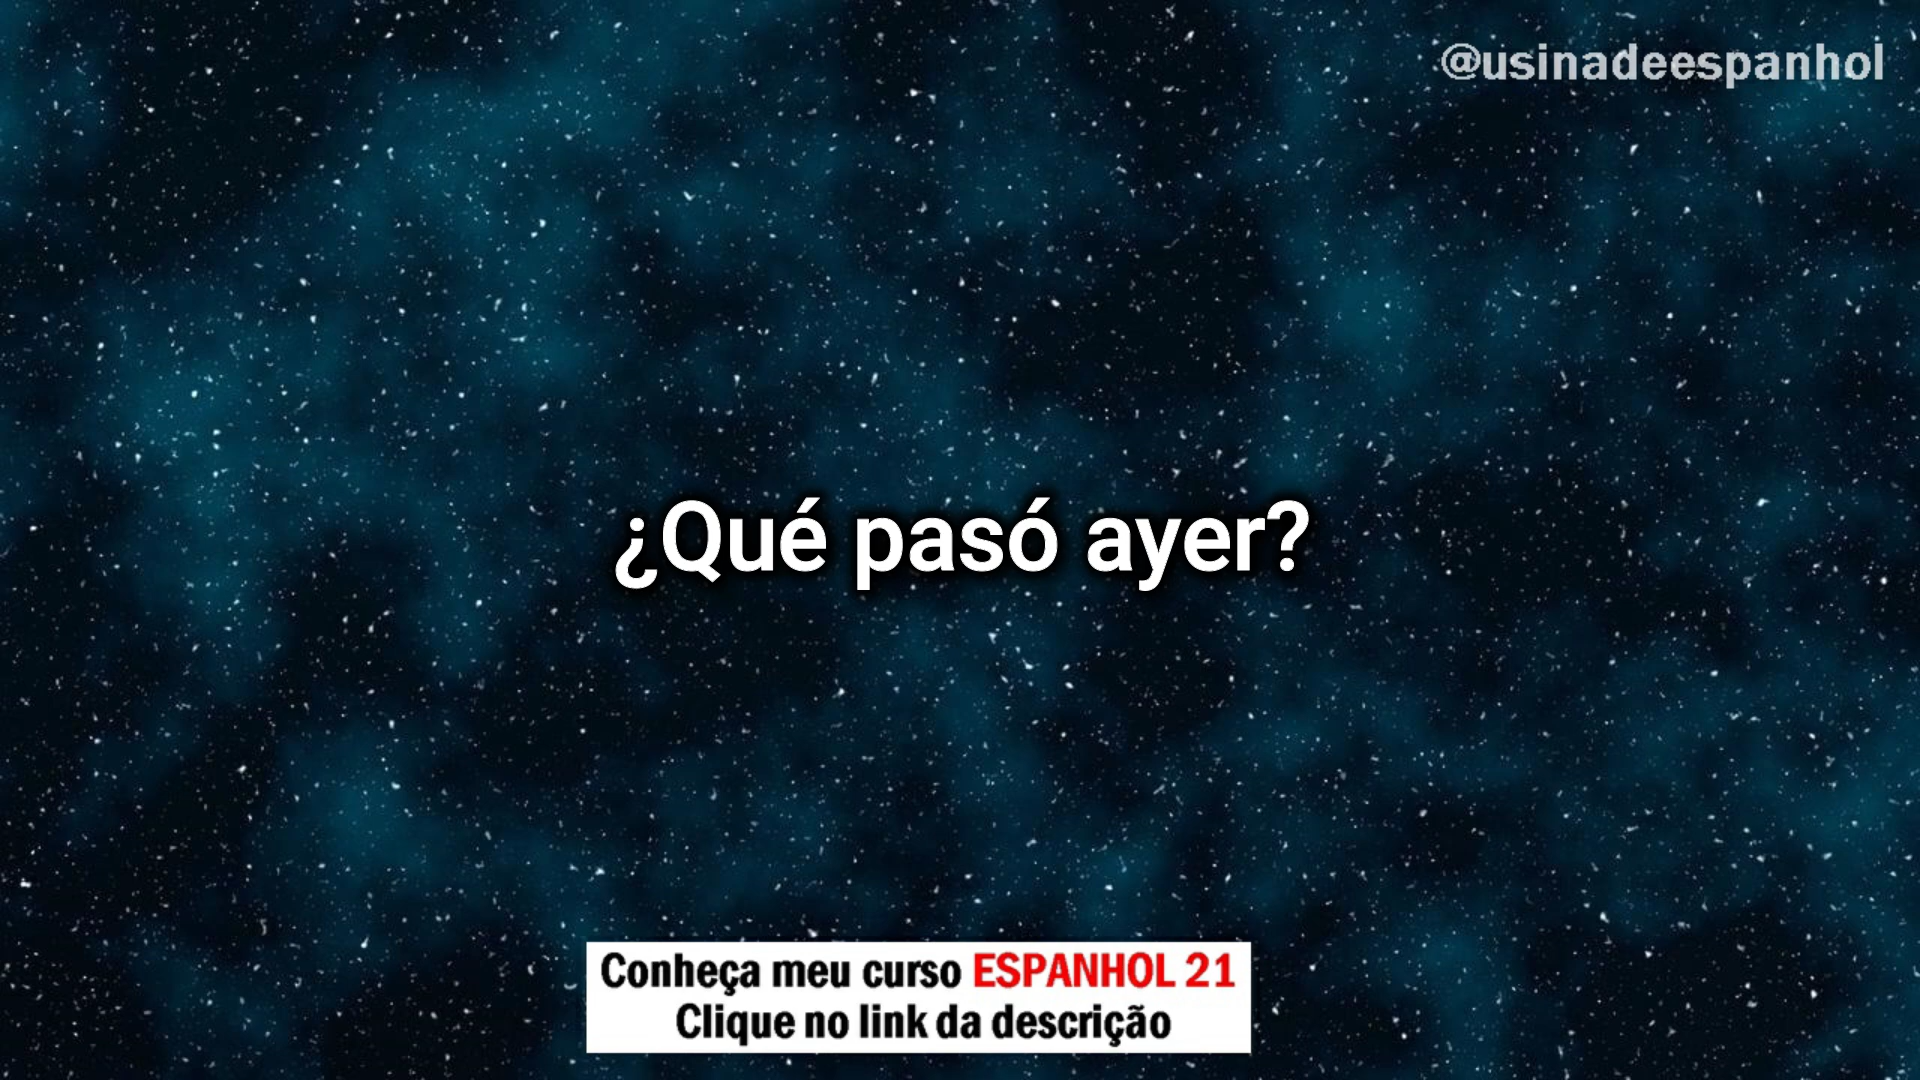 @usinadeespanhol
¿Qué pasó ayer?
Conheça meu curso ESPANHOL 21
Clique no link da descrição